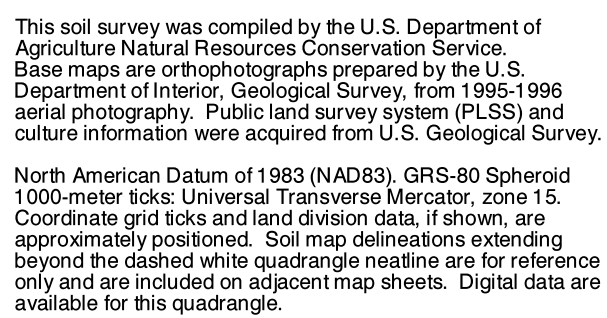 This soil survey was compiled by the U.S. Department of
Agriculture Natural Resources Conservation Service.
Base maps are orthophotographs prepared by the U.S.
Department of Interior, Geological Survey, from 1995-1996
aerial photography.  Public land survey system (PLSS) and
culture information were acquired from U.S. Geological Survey.

North American Datum of 1983 (NAD83). GRS-80 Spheroid
1000-meter ticks: Universal Transverse Mercator, zone 15.
Coordinate grid ticks and land division data, if shown, are
approximately positioned.  Soil map delineations extending
beyond the dashed white quadrangle neatline are for reference
only and are included on adjacent map sheets.  Digital data are
available for this quadrangle.